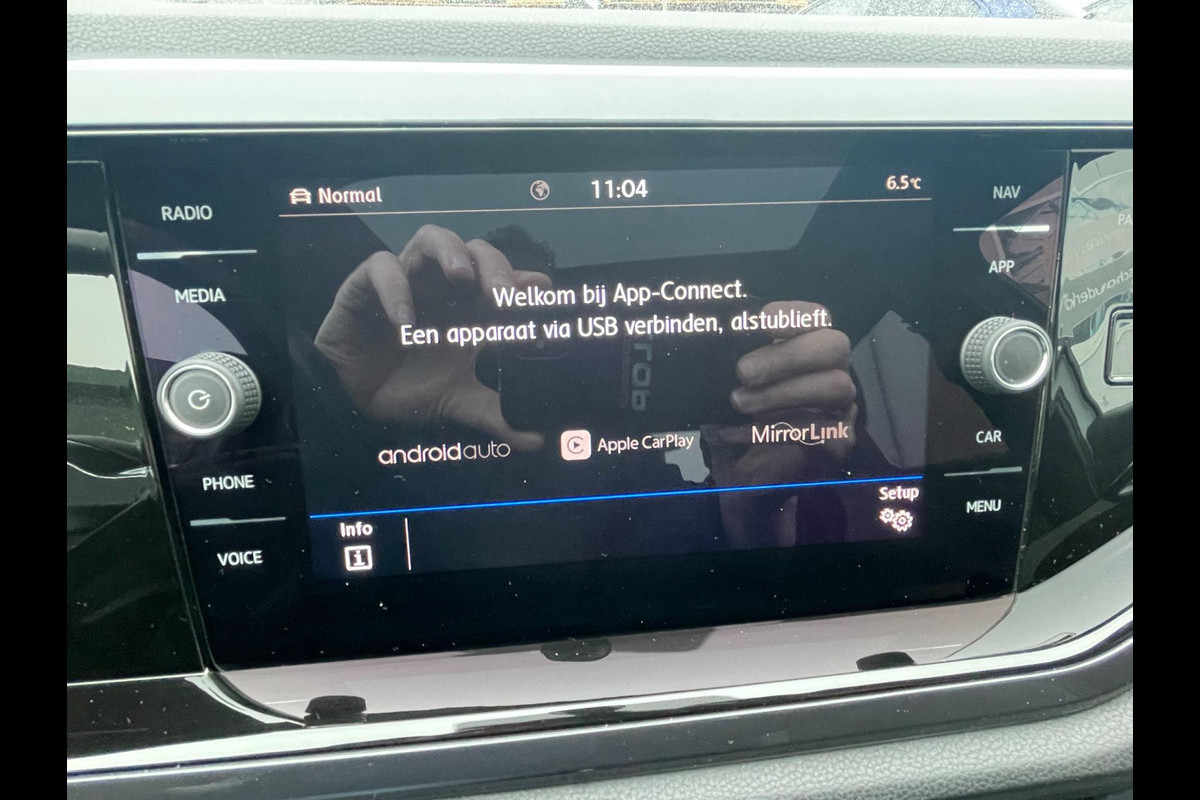 Normal
11:04
6.5°C
RADIO
MEDIA
PHONE
VOICE
NAV
APP
CAR
MENU
Welkom bij App-Connect.
Een apparaat via USB verbinden, alstublieft.
androidauto
Apple CarPlay
MirrorLink
Info
i
Setup